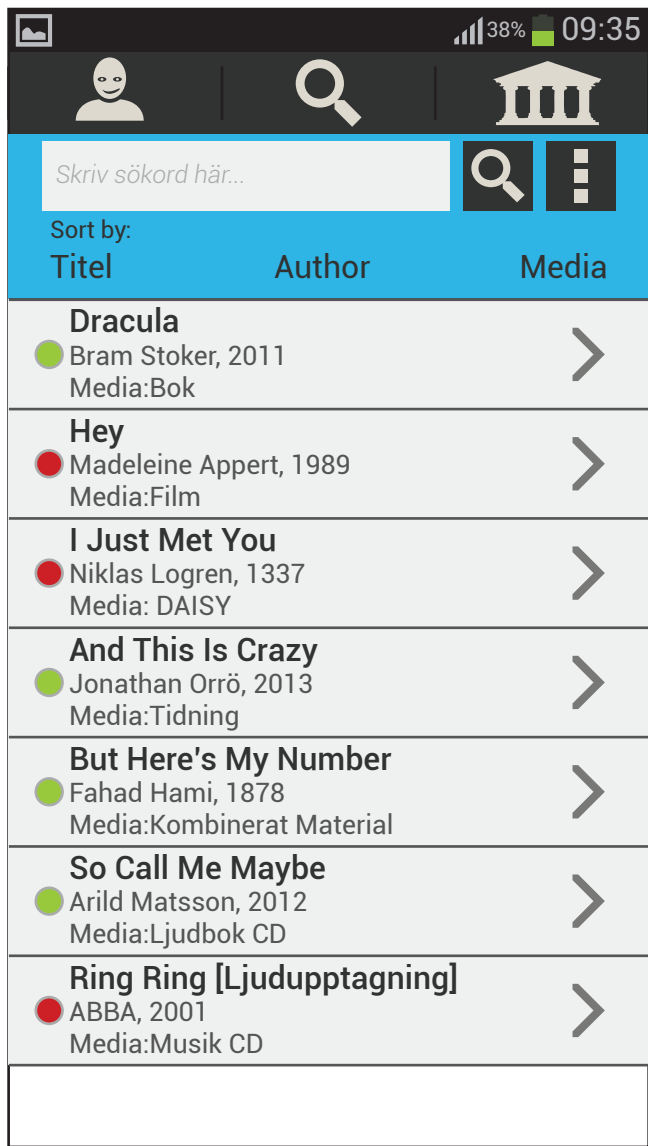 38% 09:35
Skriv sökord här...
Sort by:
Titel Author Media
Dracula
Bram Stoker, 2011
Media:Bok
Hey
Madeleine Appert, 1989
Media:Film
I Just Met You
Niklas Logren, 1337
Media: DAISY
And This Is Crazy
Jonathan Orrö, 2013
Media:Tidning
But Here's My Number
Fahad Hami, 1878
Media:Kombinerat Material
So Call Me Maybe
Arild Matsson, 2012
Media:Ljudbok CD
Ring Ring [Ljudupptagning]
ABBA, 2001
Media:Musik CD